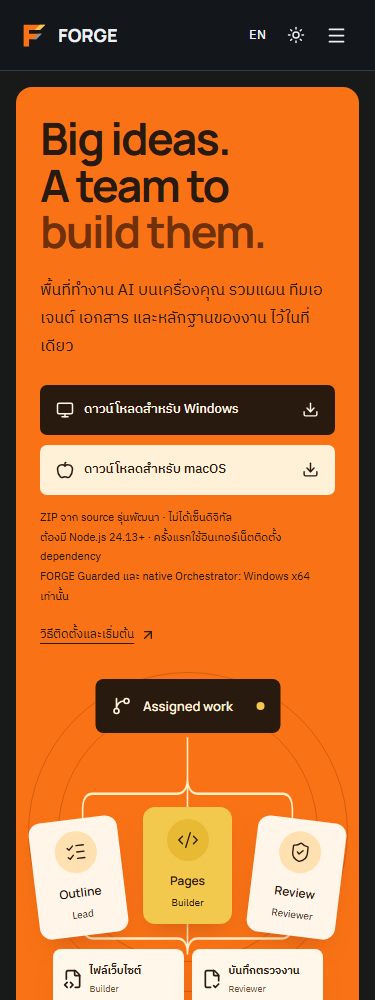 FORGE
EN
Big ideas.
A team to
build them.
พื้นที่ทำงาน AI บนเครื่องคุณ รวมแผน ทีมเอ
เจนต์ เอกสาร และหลักฐานของงาน ไว้ในที่
เดียว
ดาวน์โหลดสำหรับ Windows
ดาวน์โหลดสำหรับ macOS
ZIP จาก source รุ่นพัฒนา · ไม่ได้เซ็นดิจิทัล
ต้องมี Node.js 24.13+ · ครั้งแรกใช้อินเทอร์เน็ตติดตั้ง
dependency
FORGE Guarded และ native Orchestrator: Windows x64
เท่านั้น
วิธีติดตั้งและเริ่มต้น
Assigned work
Outline
Lead
Pages
Builder
Review
Reviewer
ไฟล์เว็บไซต์
Builder
บันทึกตรวจงาน
Reviewer